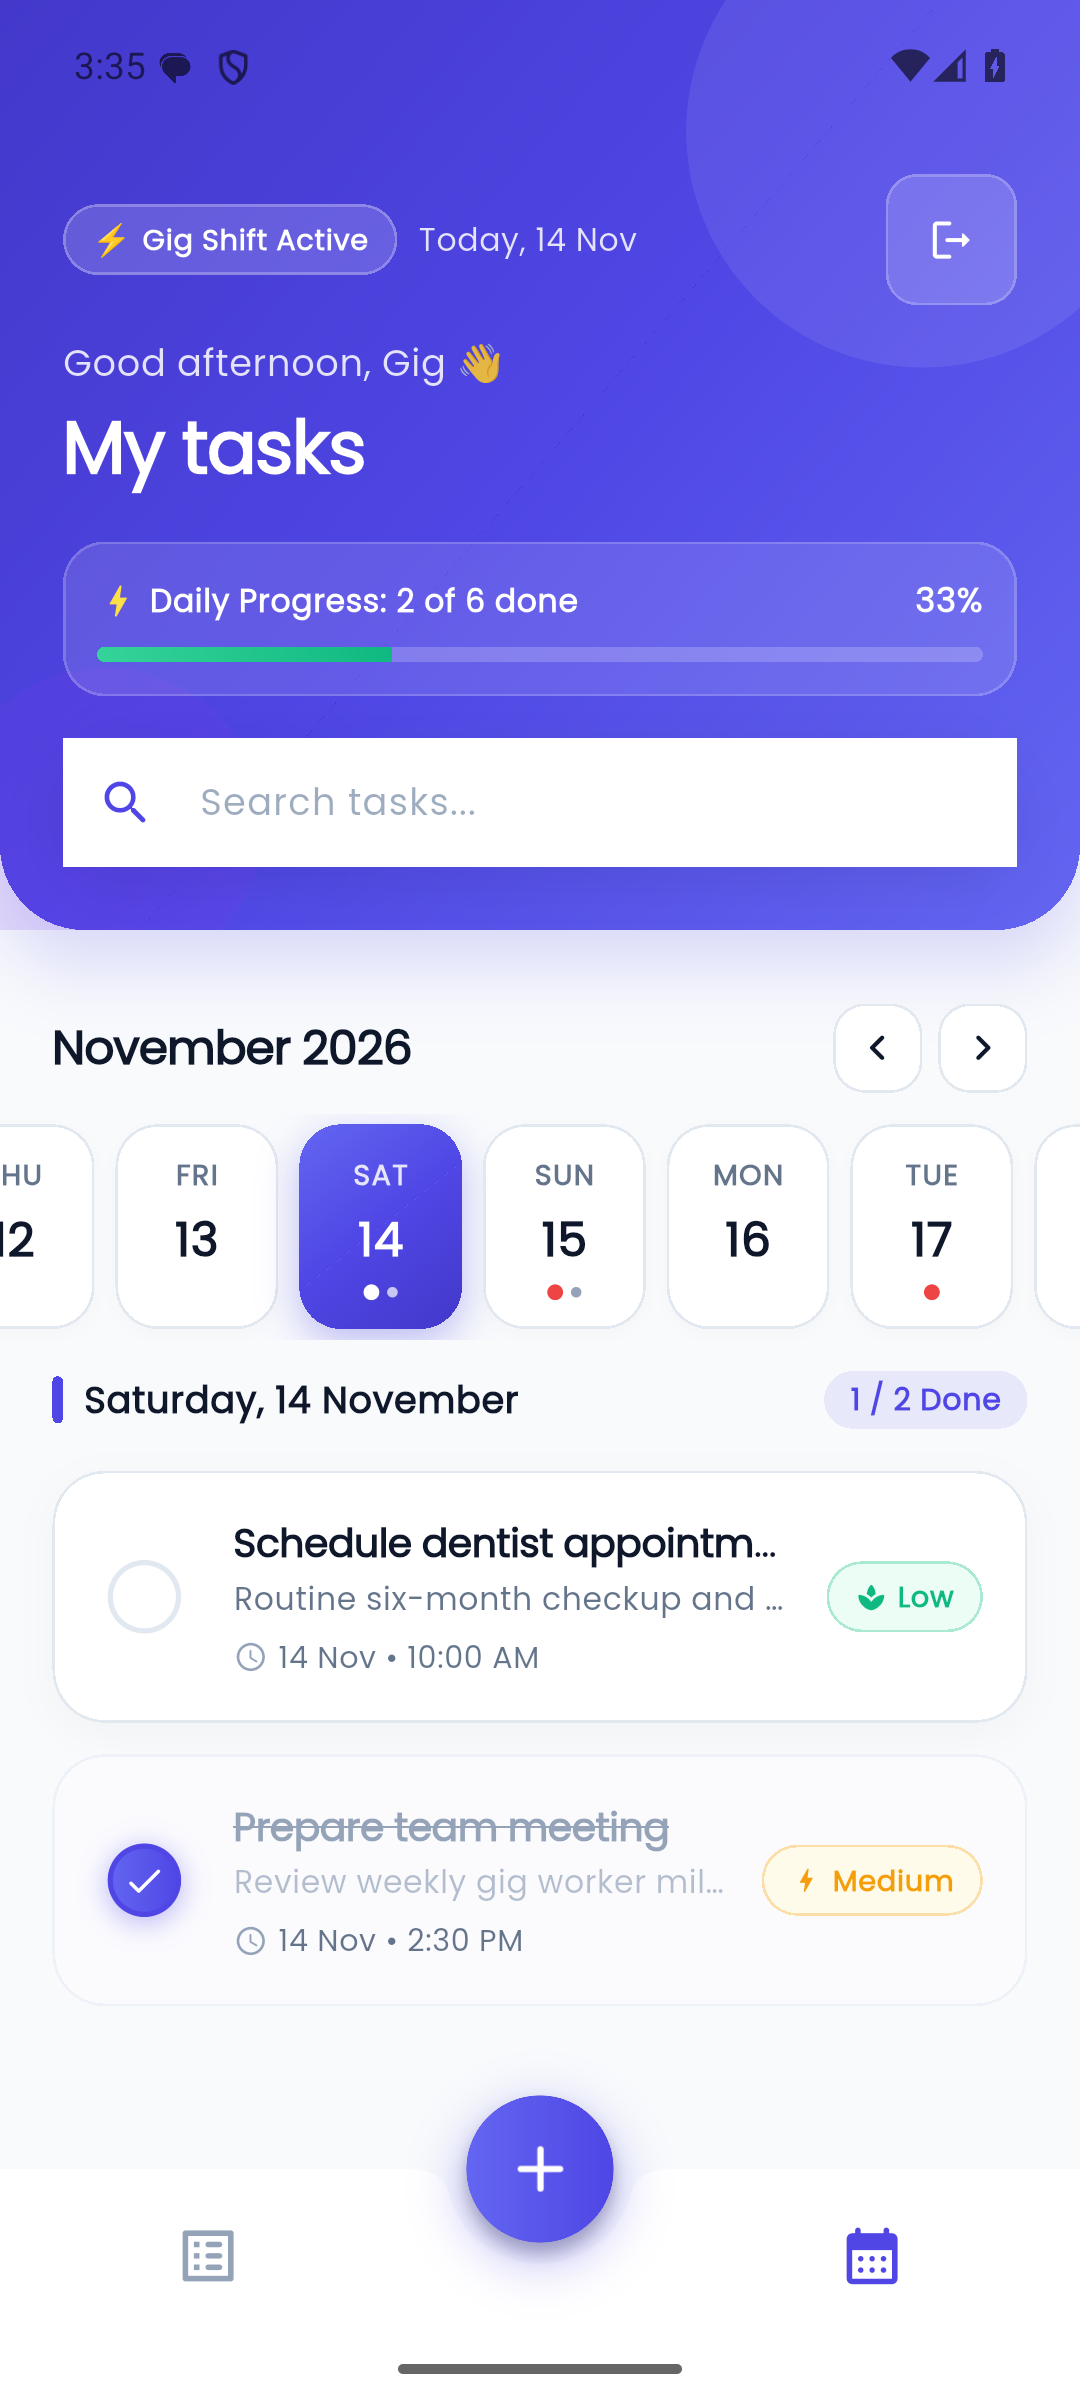 3:35
⚡ Gig Shift Active
Today, 14 Nov
Good afternoon, Gig 👋
My tasks
Daily Progress: 2 of 6 done
33%
Search tasks...
November 2026
HU
12
FRI
13
SAT
14
SUN
15
MON
16
TUE
17
Saturday, 14 November
1 / 2 Done
Schedule dentist appointm...
Routine six-month checkup and ...
14 Nov • 10:00 AM
Low
Prepare team meeting
Review weekly gig worker mil...
14 Nov • 2:30 PM
Medium